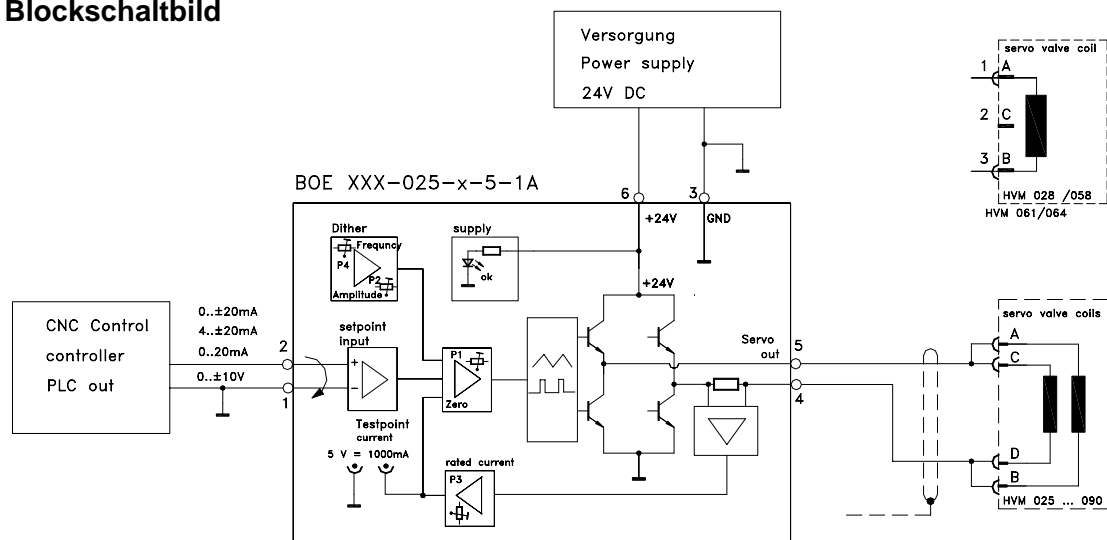 Blockschaltbild
Versorgung
Power supply
24V DC
servo valve coil
1 A
2 C
3 B
HVM 028 /058
HVM 061/064
BOE XXX-025-x-5-1A
6
3
+24V
GND
Dither
Frequncy
P4
P2
Amplitude
supply
ok
+24V
CNC Control
controller
PLC out
0..±20mA
4..±20mA
0..20mA
0..±10V
2
1
setpoint
input
+
−
P1
Zero
Servo
out
5
4
Testpoint
current
5 V = 1000mA
rated current
P3
servo valve coils
A
C
D
B
HVM 025 ... 090